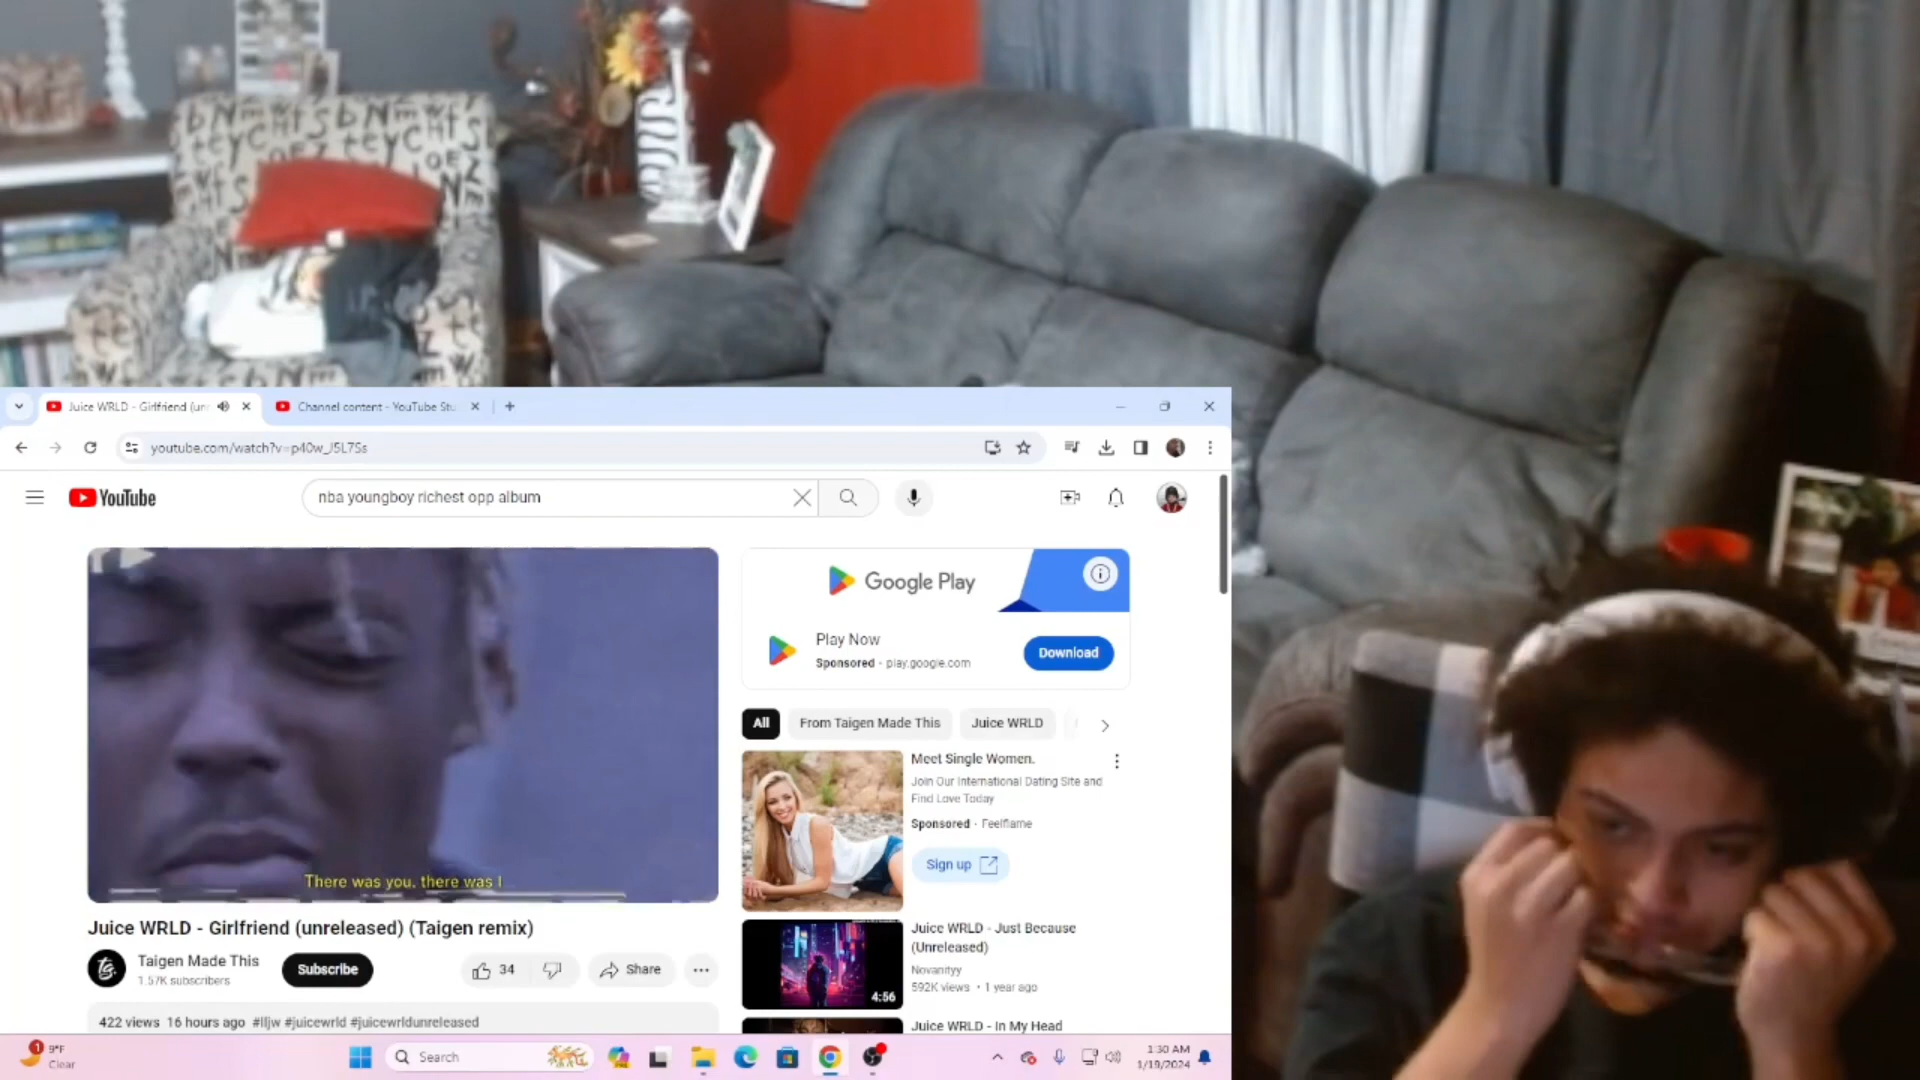 Juice WRLD - Girlfriend (un
Channel content - YouTube Stu
youtube.com/watch?v=p40w_J5L7Ss
YouTube
nba youngboy richest opp album
Google Play
Play Now
Sponsored · play.google.com
Download
All
From Taigen Made This
Juice WRLD
Meet Single Women.
Join Our International Dating Site and
Find Love Today
Sponsored · Feelflame
Sign up
There was you, there was I
Juice WRLD - Girlfriend (unreleased) (Taigen remix)
tg.
Taigen Made This
1.57K subscribers
Subscribe
34
Share
Juice WRLD - Just Because
(Unreleased)
Novanityy
592K views · 1 year ago
4:56
422 views 16 hours ago #lljw #juicewrld #juicewrldunreleased
Juice WRLD - In My Head
1
9°F
Clear
Search
1:30 AM
1/19/2024